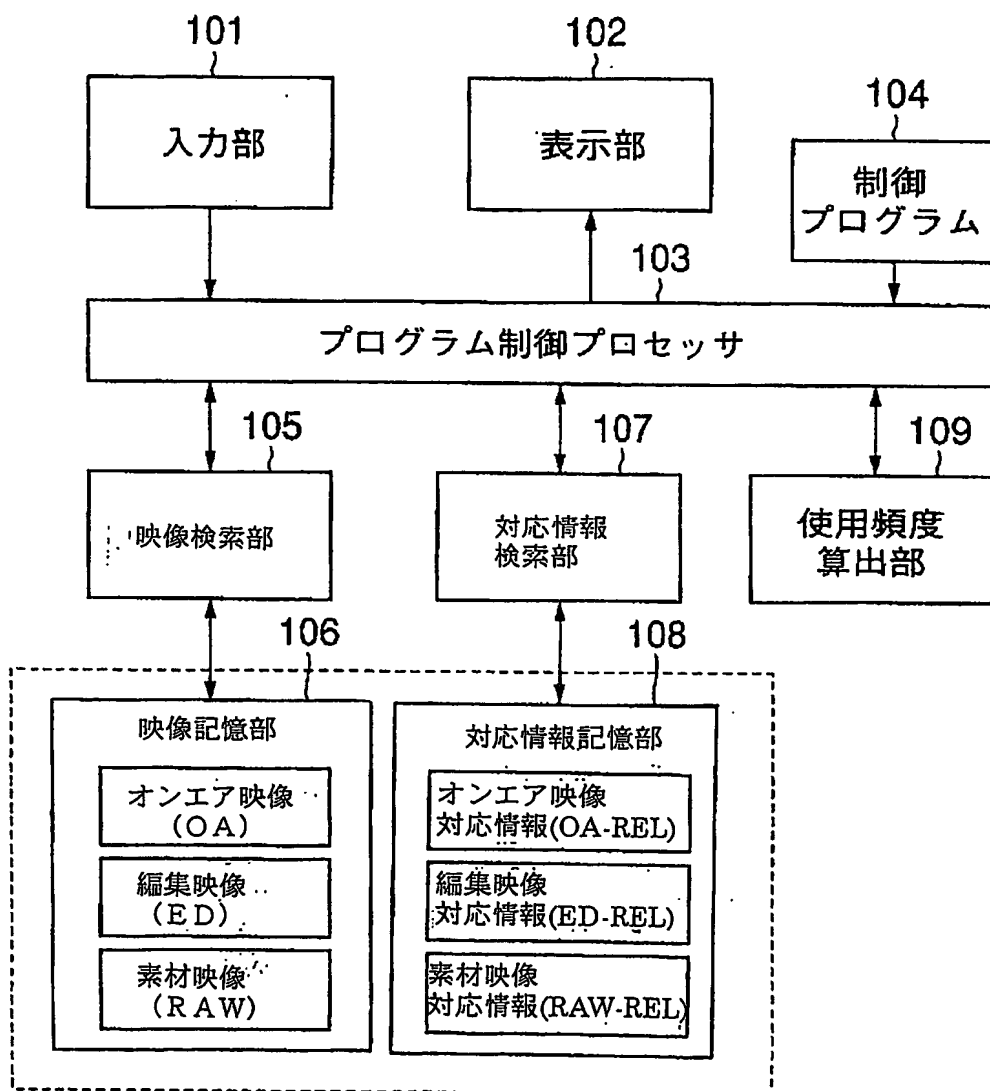 101
入力部
102
表示部
104
制御
プログラム
103
プログラム制御プロセッサ
105
映像検索部
107
対応情報
検索部
109
使用頻度
算出部
106
映像記憶部
オンエア映像
(OA)
編集映像
(ED)
素材映像
(RAW)
108
対応情報記憶部
オンエア映像
対応情報(OA-REL)
編集映像
対応情報(ED-REL)
素材映像
対応情報(RAW-REL)